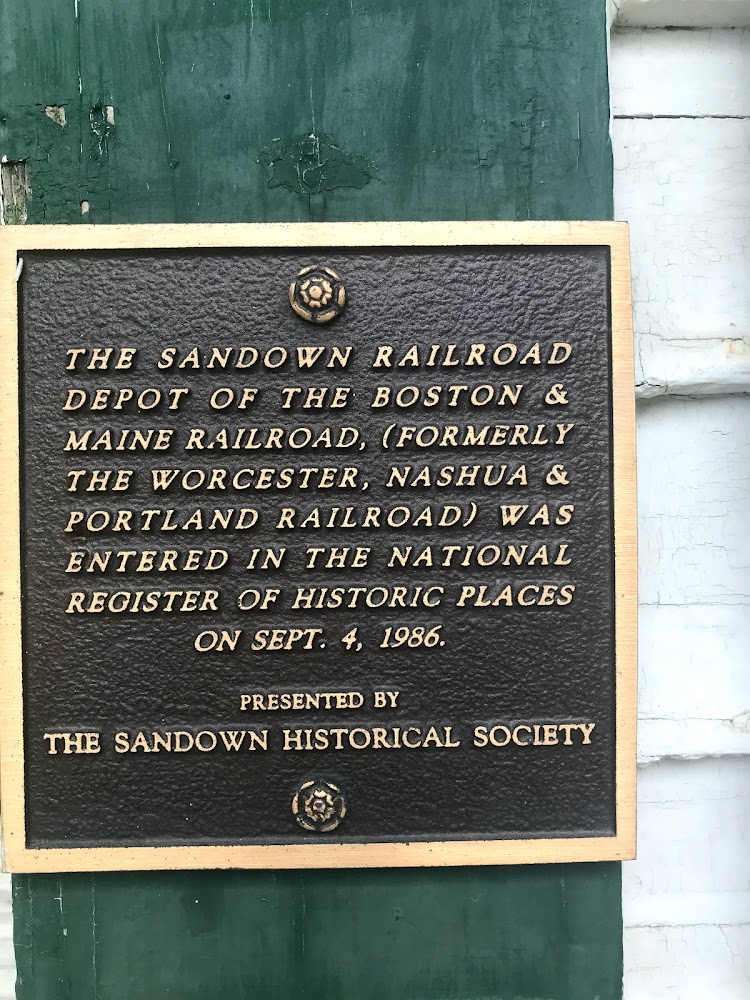 THE SANDOWN RAILROAD
DEPOT OF THE BOSTON &
MAINE RAILROAD, (FORMERLY
THE WORCESTER, NASHUA &
PORTLAND RAILROAD) WAS
ENTERED IN THE NATIONAL
REGISTER OF HISTORIC PLACES
ON SEPT. 4, 1986.
PRESENTED BY
THE SANDOWN HISTORICAL SOCIETY